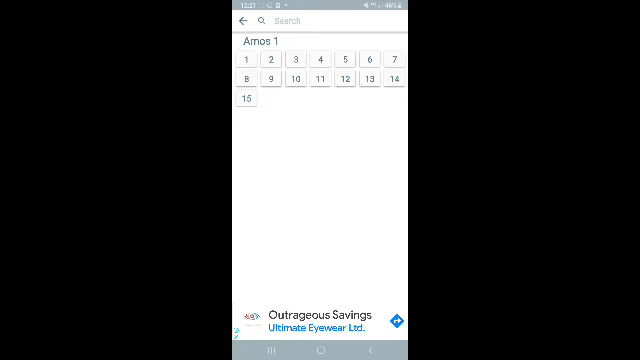 12:21
46%
Search
Amos 1
1 2 3 4 5 6 7
8 9 10 11 12 13 14
15
Outrageous Savings
Ultimate Eyewear Ltd.